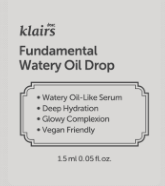 klairs
Fundamental
Watery Oil Drop
• Watery Oil-Like Serum
• Deep Hydration
• Glowy Complexion
• Vegan Friendly
1.5 ml 0.05 fl.oz.